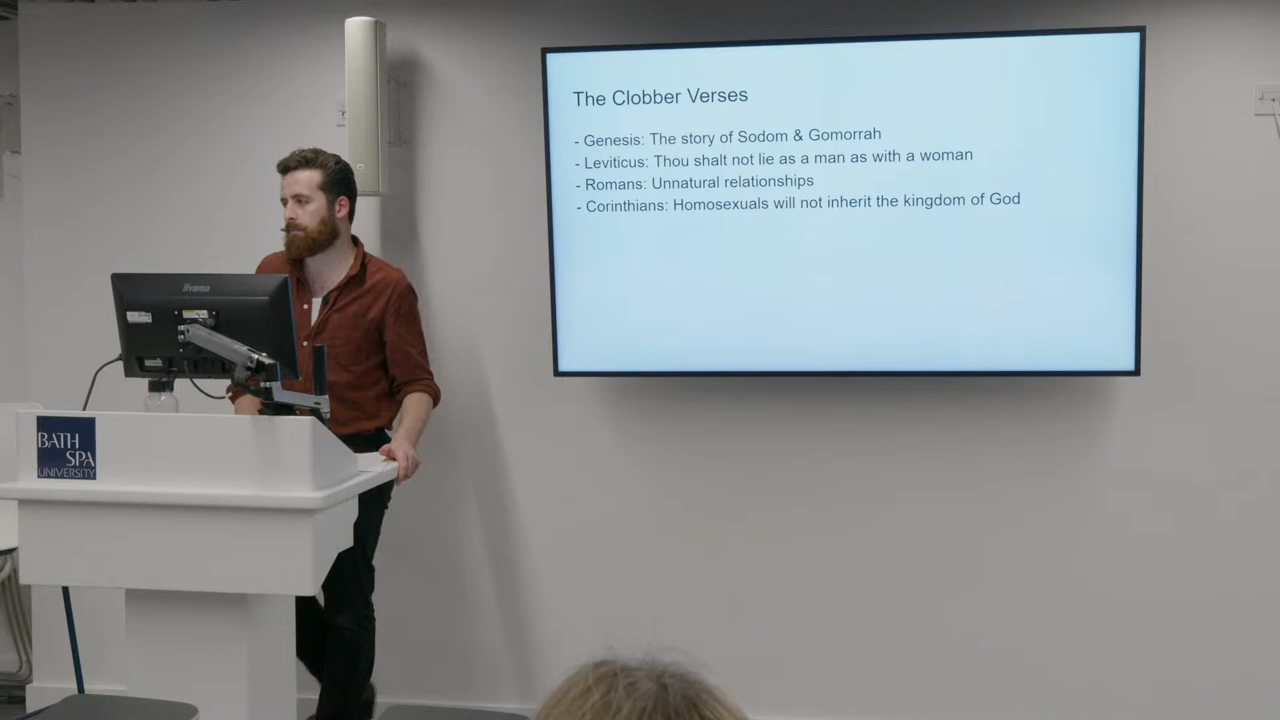 The Clobber Verses
- Genesis: The story of Sodom & Gomorrah
- Leviticus: Thou shalt not lie as a man as with a woman
- Romans: Unnatural relationships
- Corinthians: Homosexuals will not inherit the kingdom of God
iiyama
BATH
SPA
UNIVERSITY